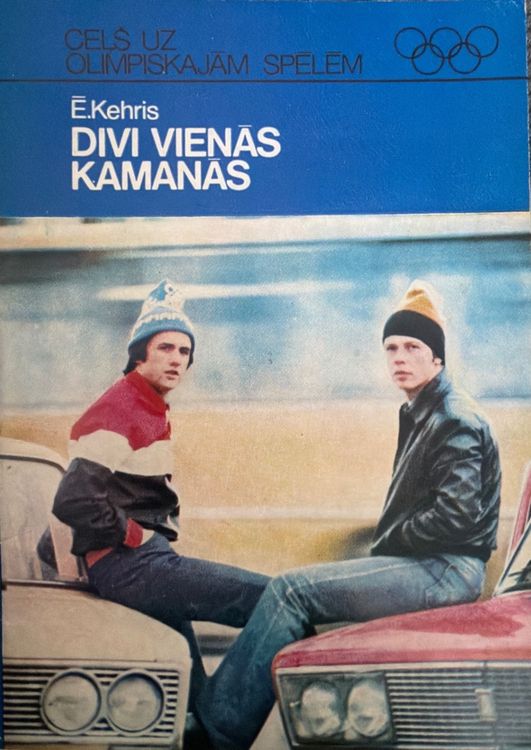 CEĻŠ UZ
OLIMPISKAJĀM SPĒLĒM
Ē.Kehris
DIVI VIENĀS
KAMANĀS